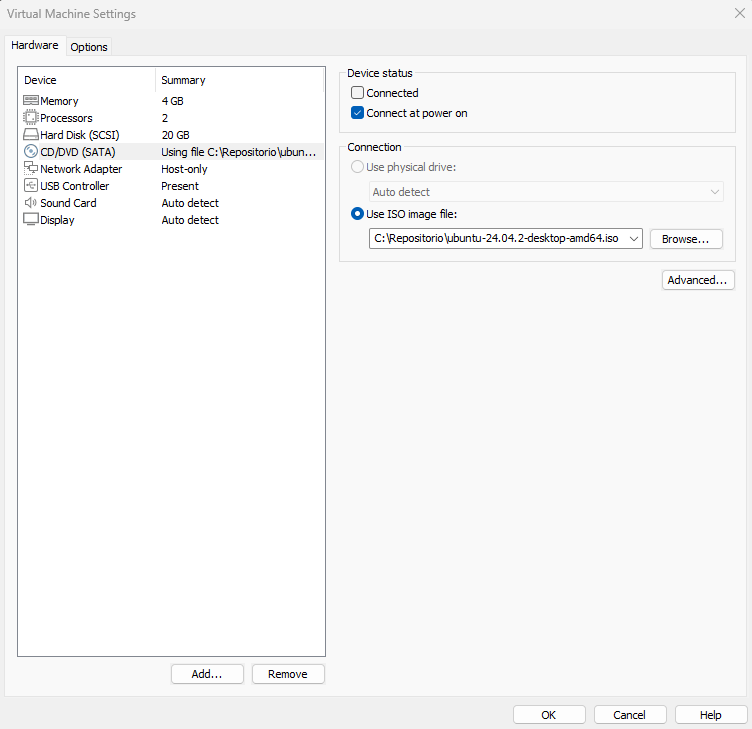 Virtual Machine Settings
Hardware Options
Device Summary
Memory 4 GB
Processors 2
Hard Disk (SCSI) 20 GB
CD/DVD (SATA) Using file C:\Repositorio\ubun...
Network Adapter Host-only
USB Controller Present
Sound Card Auto detect
Display Auto detect
Add... Remove
Device status
Connected
Connect at power on
Connection
Use physical drive:
Auto detect
Use ISO image file:
C:\Repositorio\ubuntu-24.04.2-desktop-amd64.iso Browse...
Advanced...
OK Cancel Help